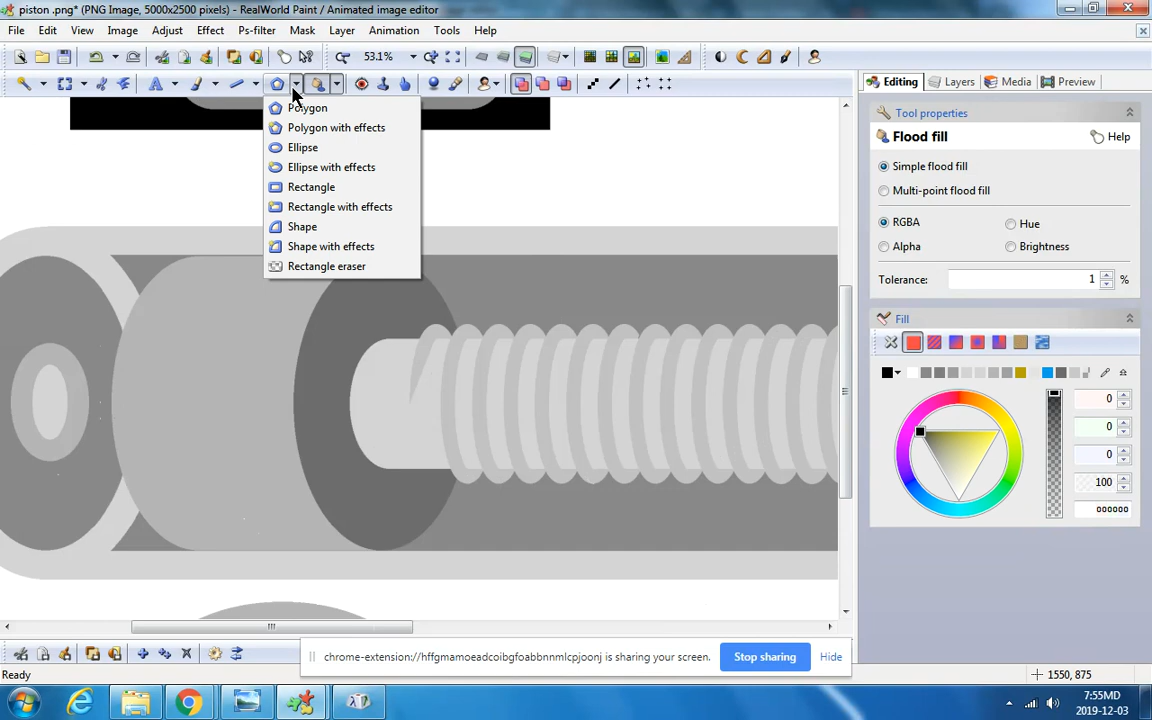 piston .png* (PNG Image, 5000x2500 pixels) - RealWorld Paint / Animated image editor
File Edit View Image Adjust Effect Ps-filter Mask Layer Animation Tools Help
53.1%
Editing Layers Media Preview
Polygon
Polygon with effects
Ellipse
Ellipse with effects
Rectangle
Rectangle with effects
Shape
Shape with effects
Rectangle eraser
Tool properties
Flood fill Help
Simple flood fill
Multi-point flood fill
RGBA Hue
Alpha Brightness
Tolerance: 1 %
Fill
0
0
0
100
000000
chrome-extension://hffgmamoeadcoibgfoabbnnmlcpjoonj is sharing your screen. Stop sharing Hide
Ready 1550, 875
7:55MD
2019-12-03